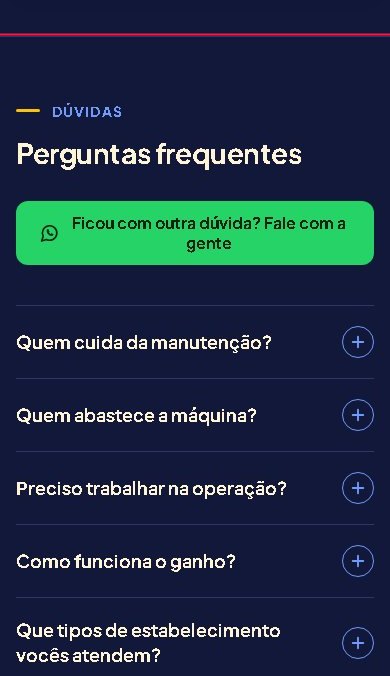 DÚVIDAS
Perguntas frequentes
Ficou com outra dúvida? Fale com a
gente
Quem cuida da manutenção?
Quem abastece a máquina?
Preciso trabalhar na operação?
Como funciona o ganho?
Que tipos de estabelecimento
vocês atendem?